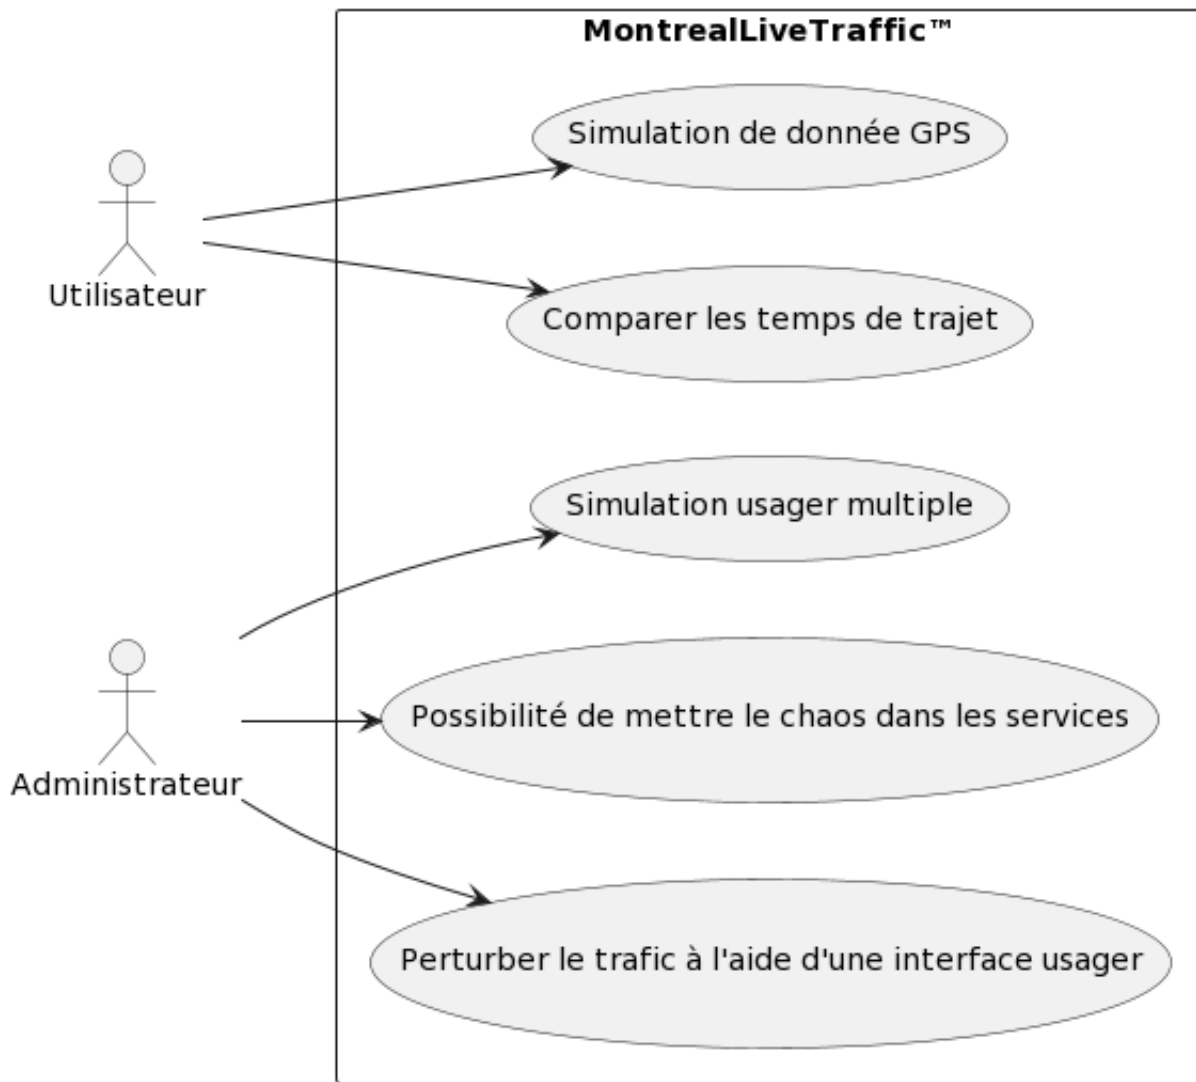 MontrealLiveTraffic™
Simulation de donnée GPS
Utilisateur
Comparer les temps de trajet
Simulation usager multiple
Possibilité de mettre le chaos dans les services
Administrateur
Perturber le trafic à l'aide d'une interface usager